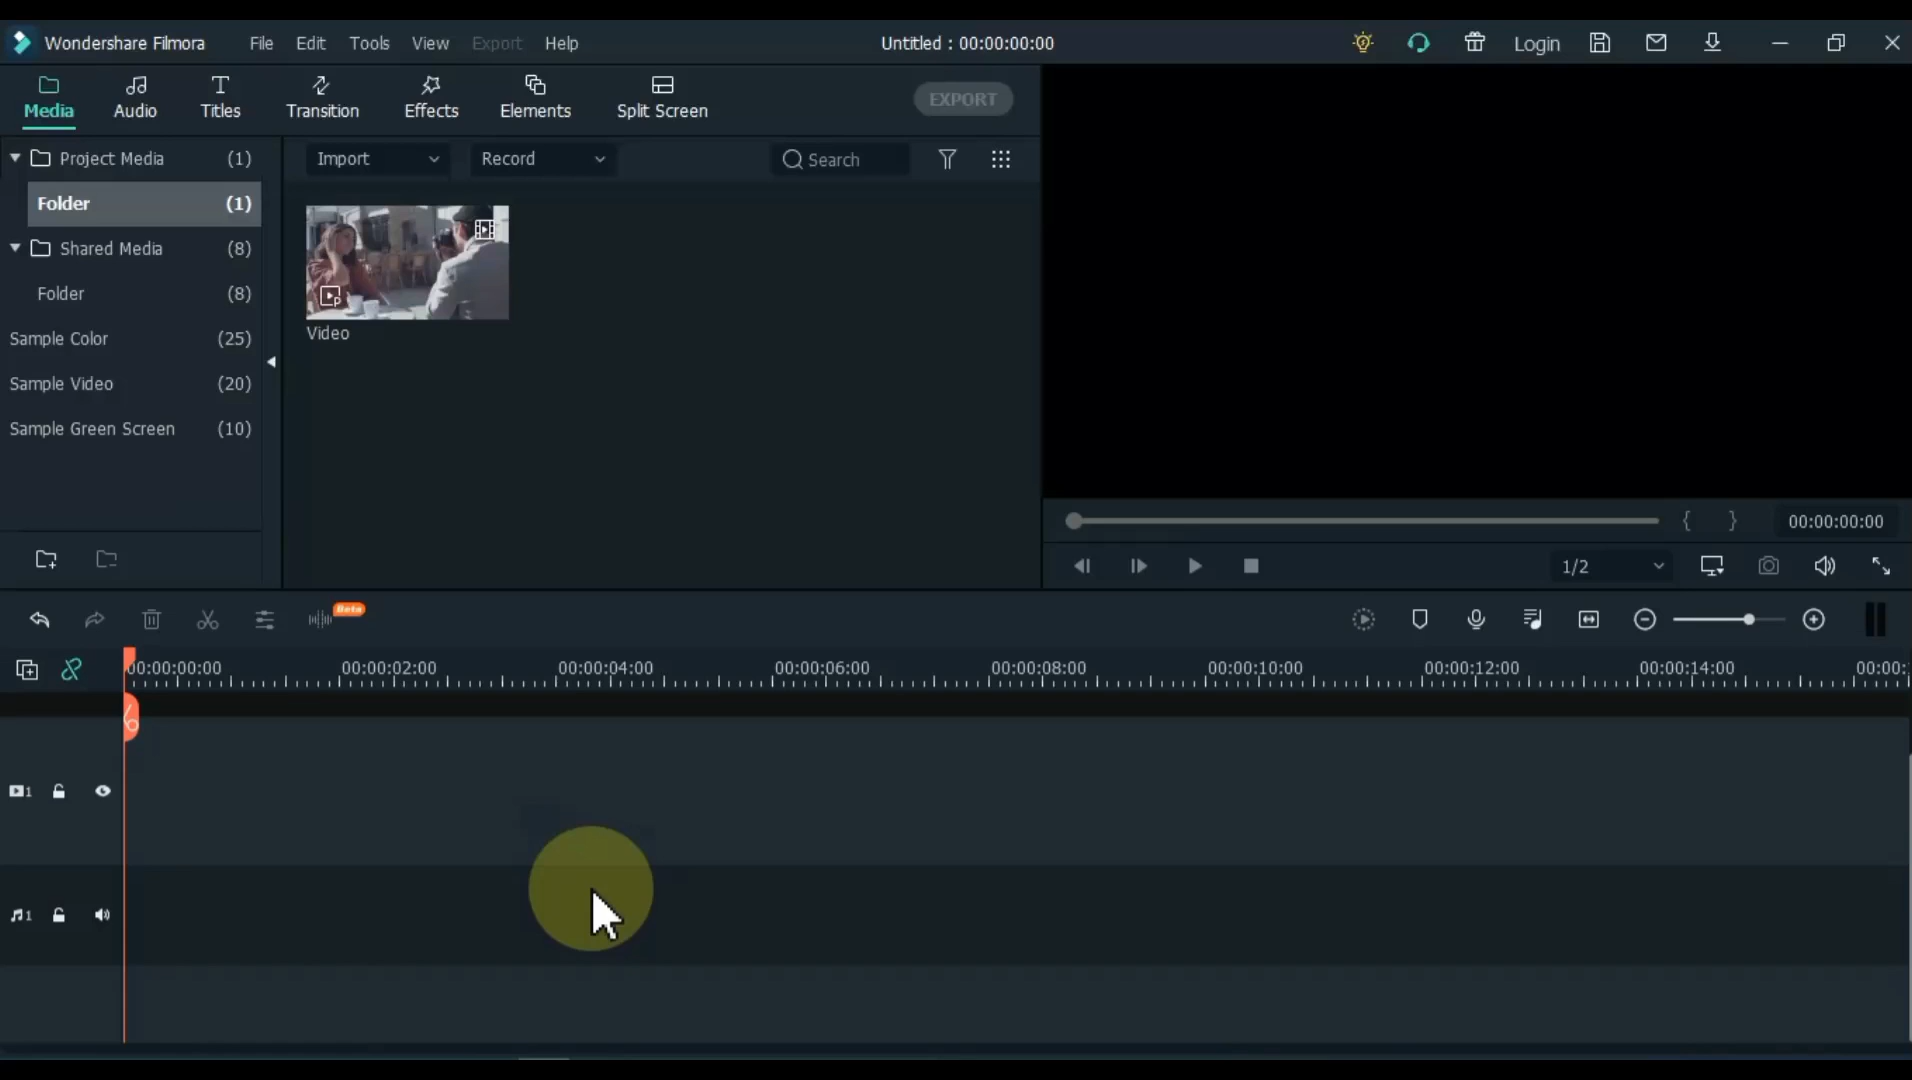 Wondershare Filmora File Edit Tools View Export Help Untitled : 00:00:00:00 Login
Media Audio Titles Transition Effects Elements Split Screen EXPORT
Project Media (1) Import Record Search
Folder (1)
Shared Media (8)
Folder (8)
Video
Sample Color (25)
Sample Video (20)
Sample Green Screen (10)
00:00:00:00
1/2
Beta
00:00:00:00 00:00:02:00 00:00:04:00 00:00:06:00 00:00:08:00 00:00:10:00 00:00:12:00 00:00:14:00 00:00:
1
1